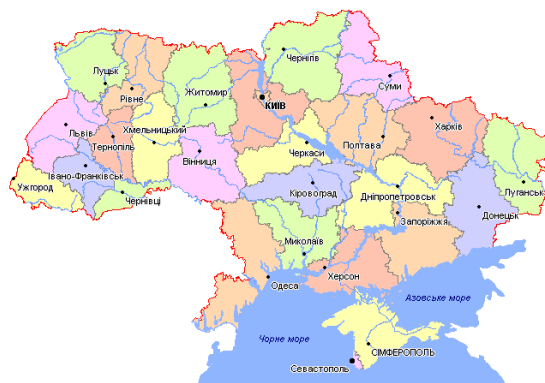 Чернігів
Луцьк
Суми
Рівне
Житомир
КИЇВ
Львів
Хмельницький
Харків
Тернопіль
Полтава
Черкаси
Вінниця
Івано-Франківськ
Ужгород
Чернівці
Кіровоград
Дніпропетровськ
Луганськ
Донецьк
Запоріжжя
Миколаїв
Херсон
Одеса
Азовське море
Чорне море
СІМФЕРОПОЛЬ
Севастополь